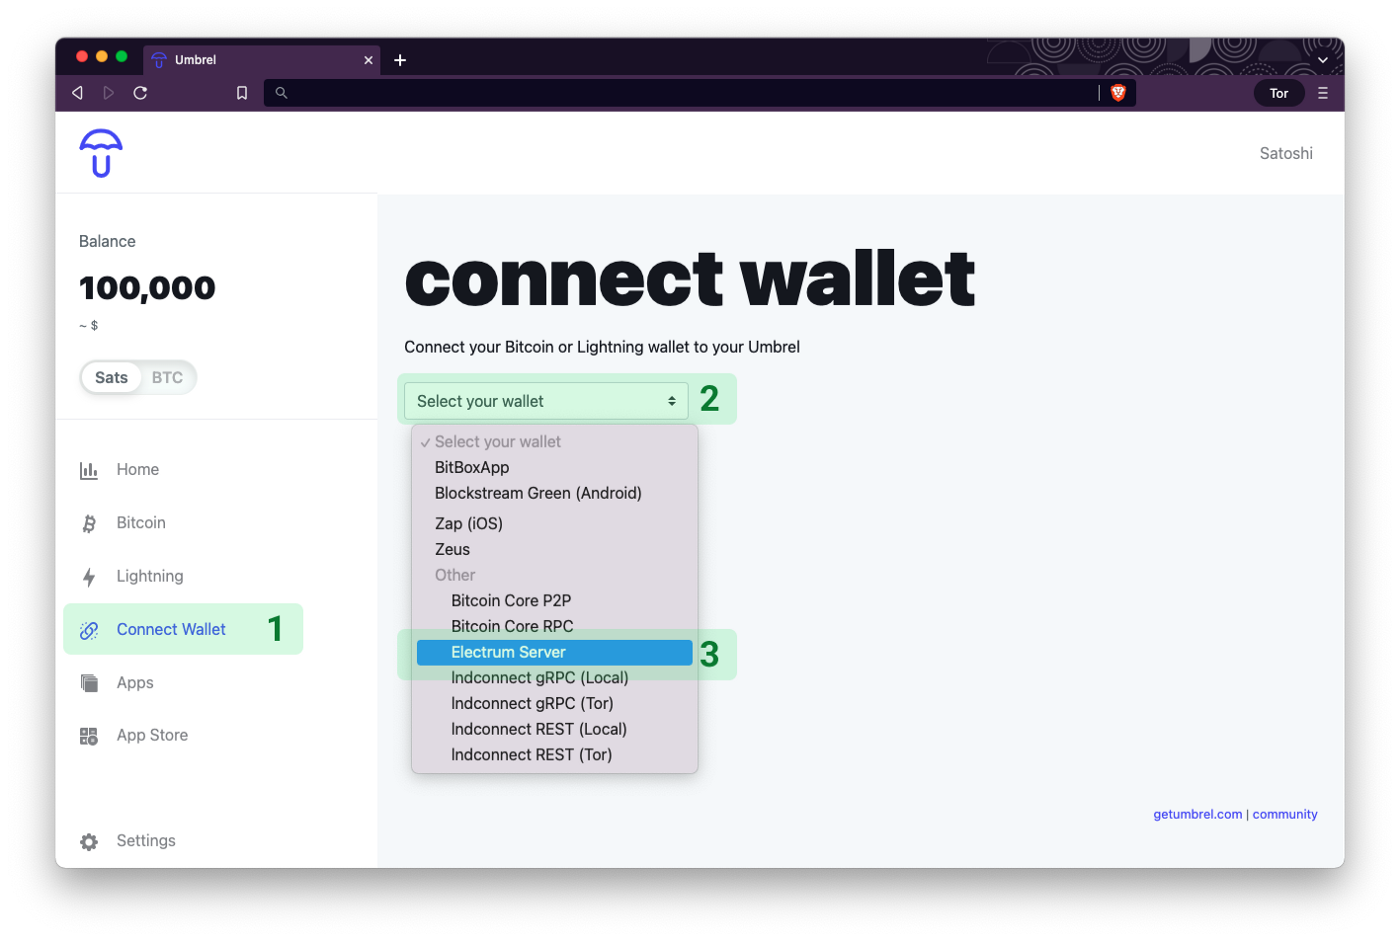 Umbrel
Tor
Satoshi
Balance
100,000
~ $
Sats BTC
Home
Bitcoin
Lightning
Connect Wallet 1
Apps
App Store
Settings
connect wallet
Connect your Bitcoin or Lightning wallet to your Umbrel
Select your wallet 2
✓ Select your wallet
BitBoxApp
Blockstream Green (Android)
Zap (iOS)
Zeus
Other
Bitcoin Core P2P
Bitcoin Core RPC
Electrum Server 3
lndconnect gRPC (Local)
lndconnect gRPC (Tor)
lndconnect REST (Local)
lndconnect REST (Tor)
getumbrel.com | community